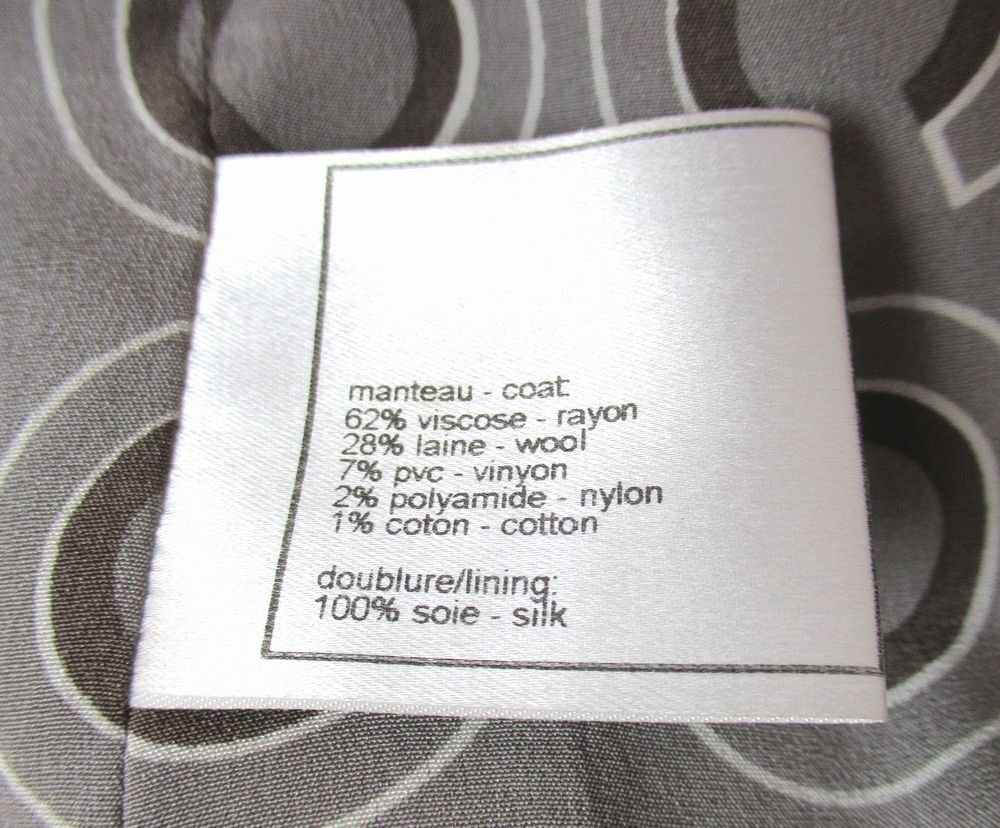 manteau - coat:
62% viscose - rayon
28% laine - wool
7% pvc - vinyon
2% polyamide - nylon
1% coton - cotton
doublure/lining:
100% soie - silk